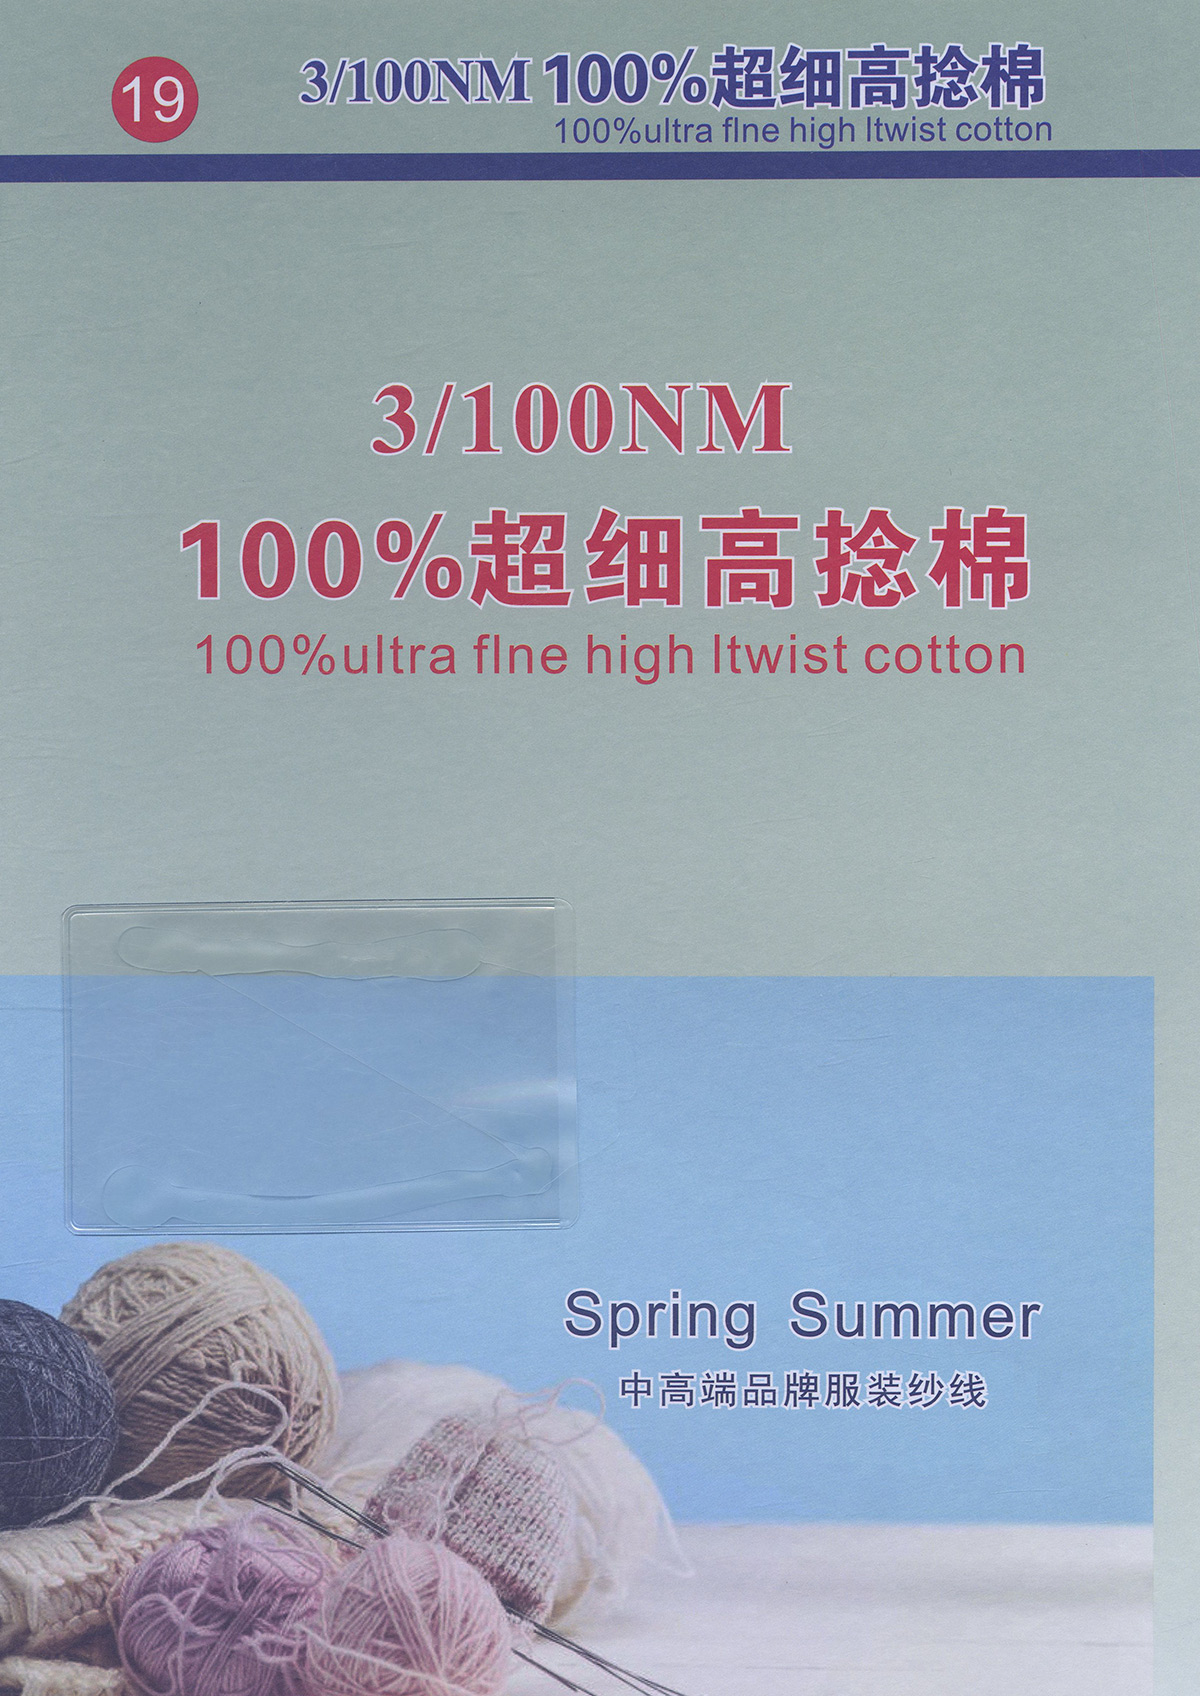 19
3/100NM 100%超细高捻棉
100%ultra flne high ltwist cotton
3/100NM
100%超细高捻棉
100%ultra flne high ltwist cotton
Spring Summer
中高端品牌服装纱线